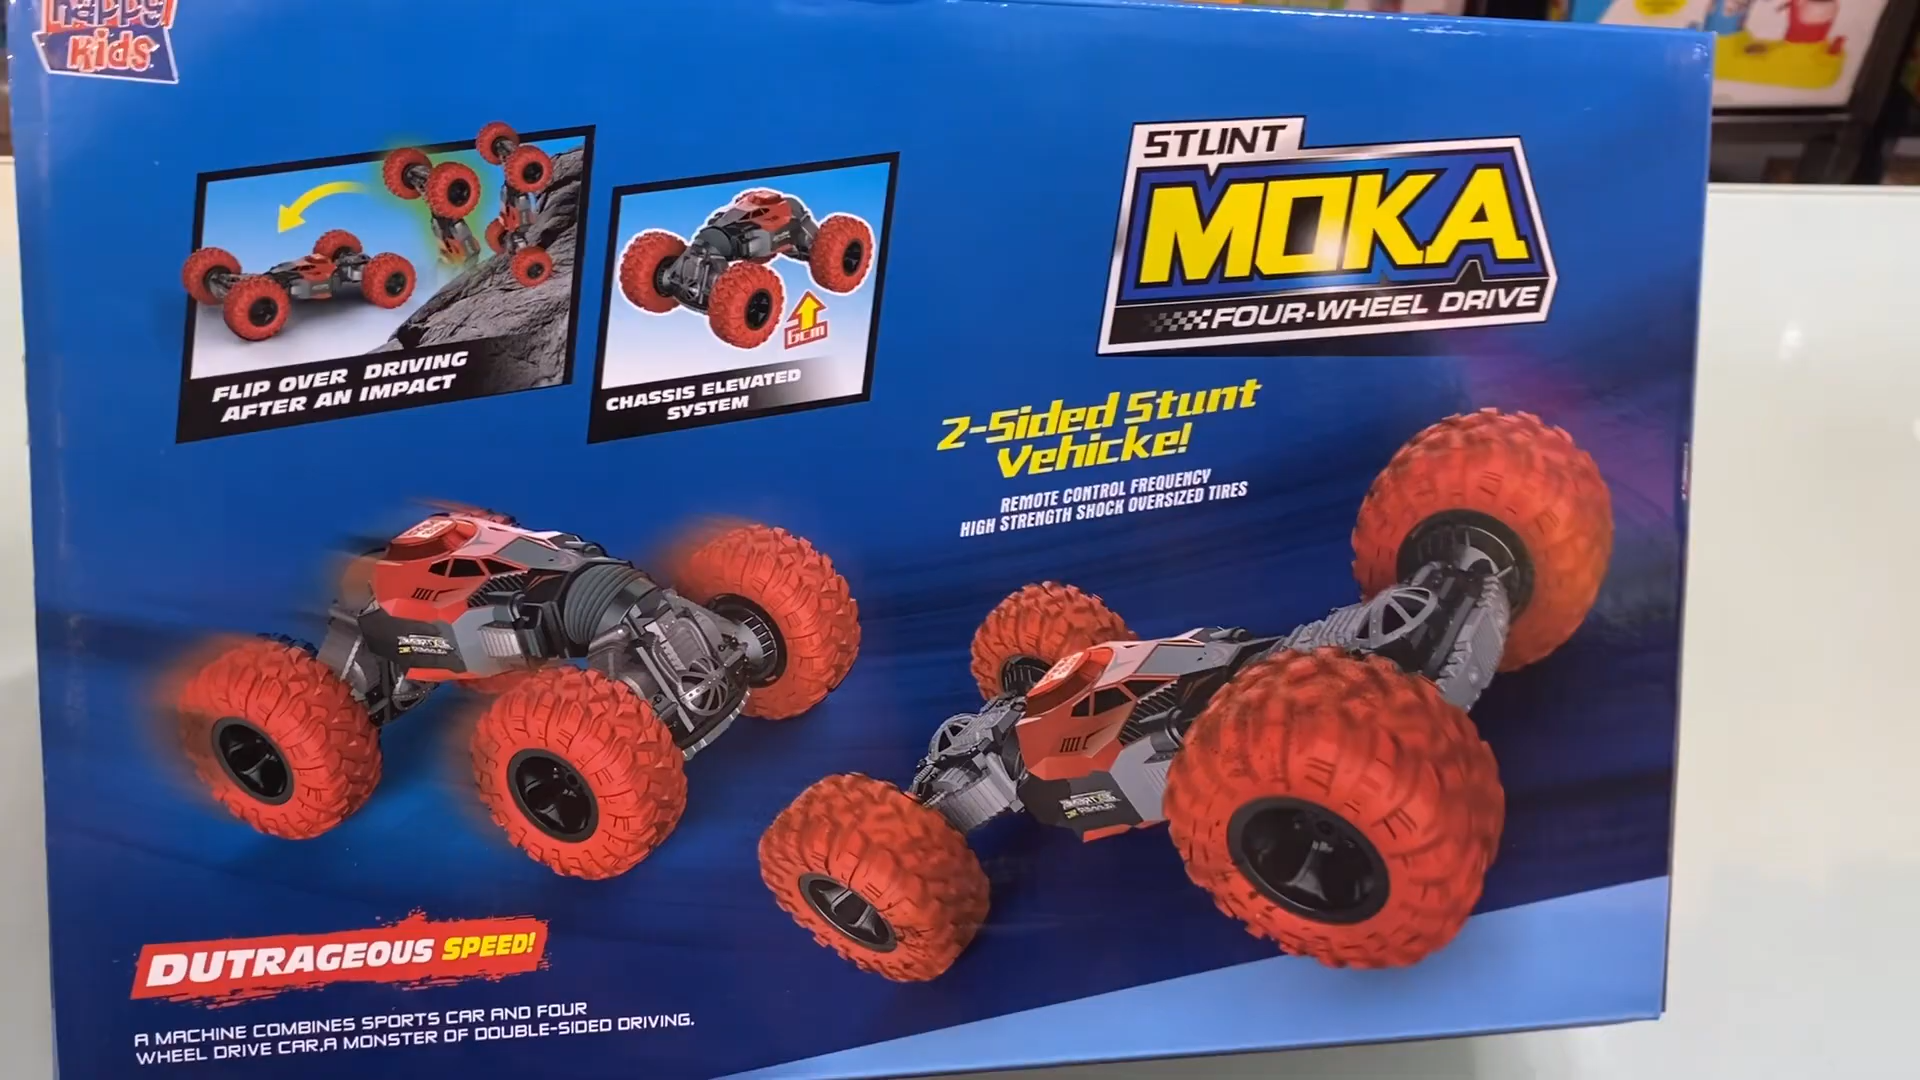 Happy
Kids
STUNT
MOKA
FOUR-WHEEL DRIVE
6cm
FLIP OVER DRIVING
AFTER AN IMPACT
CHASSIS ELEVATED
SYSTEM
2-Sided Stunt
Vehicke!
REMOTE CONTROL FREQUENCY
HIGH STRENGTH SHOCK OVERSIZED TIRES
DUTRAGEOUS SPEED!
A MACHINE COMBINES SPORTS CAR AND FOUR
WHEEL DRIVE CAR,A MONSTER OF DOUBLE-SIDED DRIVING.